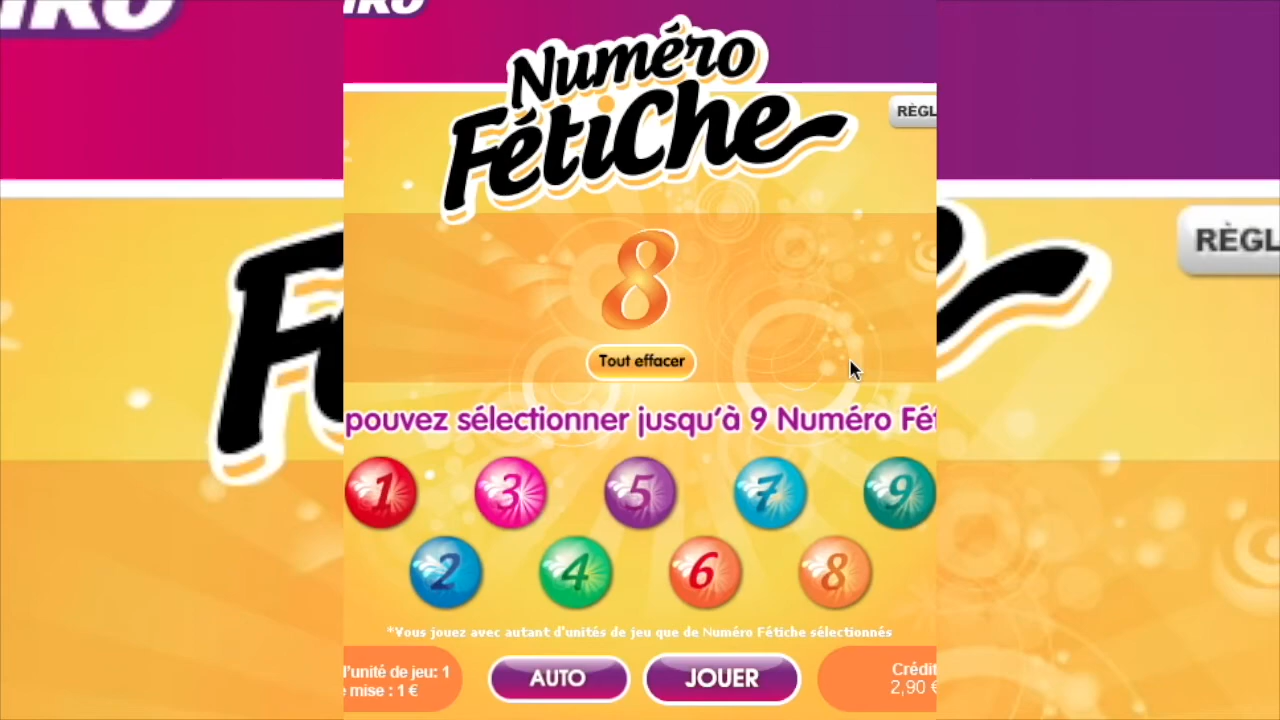 Numéro
FétiChe
RÈGL
8
Tout effacer
pouvez sélectionner jusqu'à 9 Numéro Fét
1 3 5 7 9
2 4 6 8
*Vous jouez avec autant d'unités de jeu que de Numéro Fétiche sélectionnés
l'unité de jeu: 1
mise : 1 €
AUTO
JOUER
Crédit
2,90 €
RÈGL